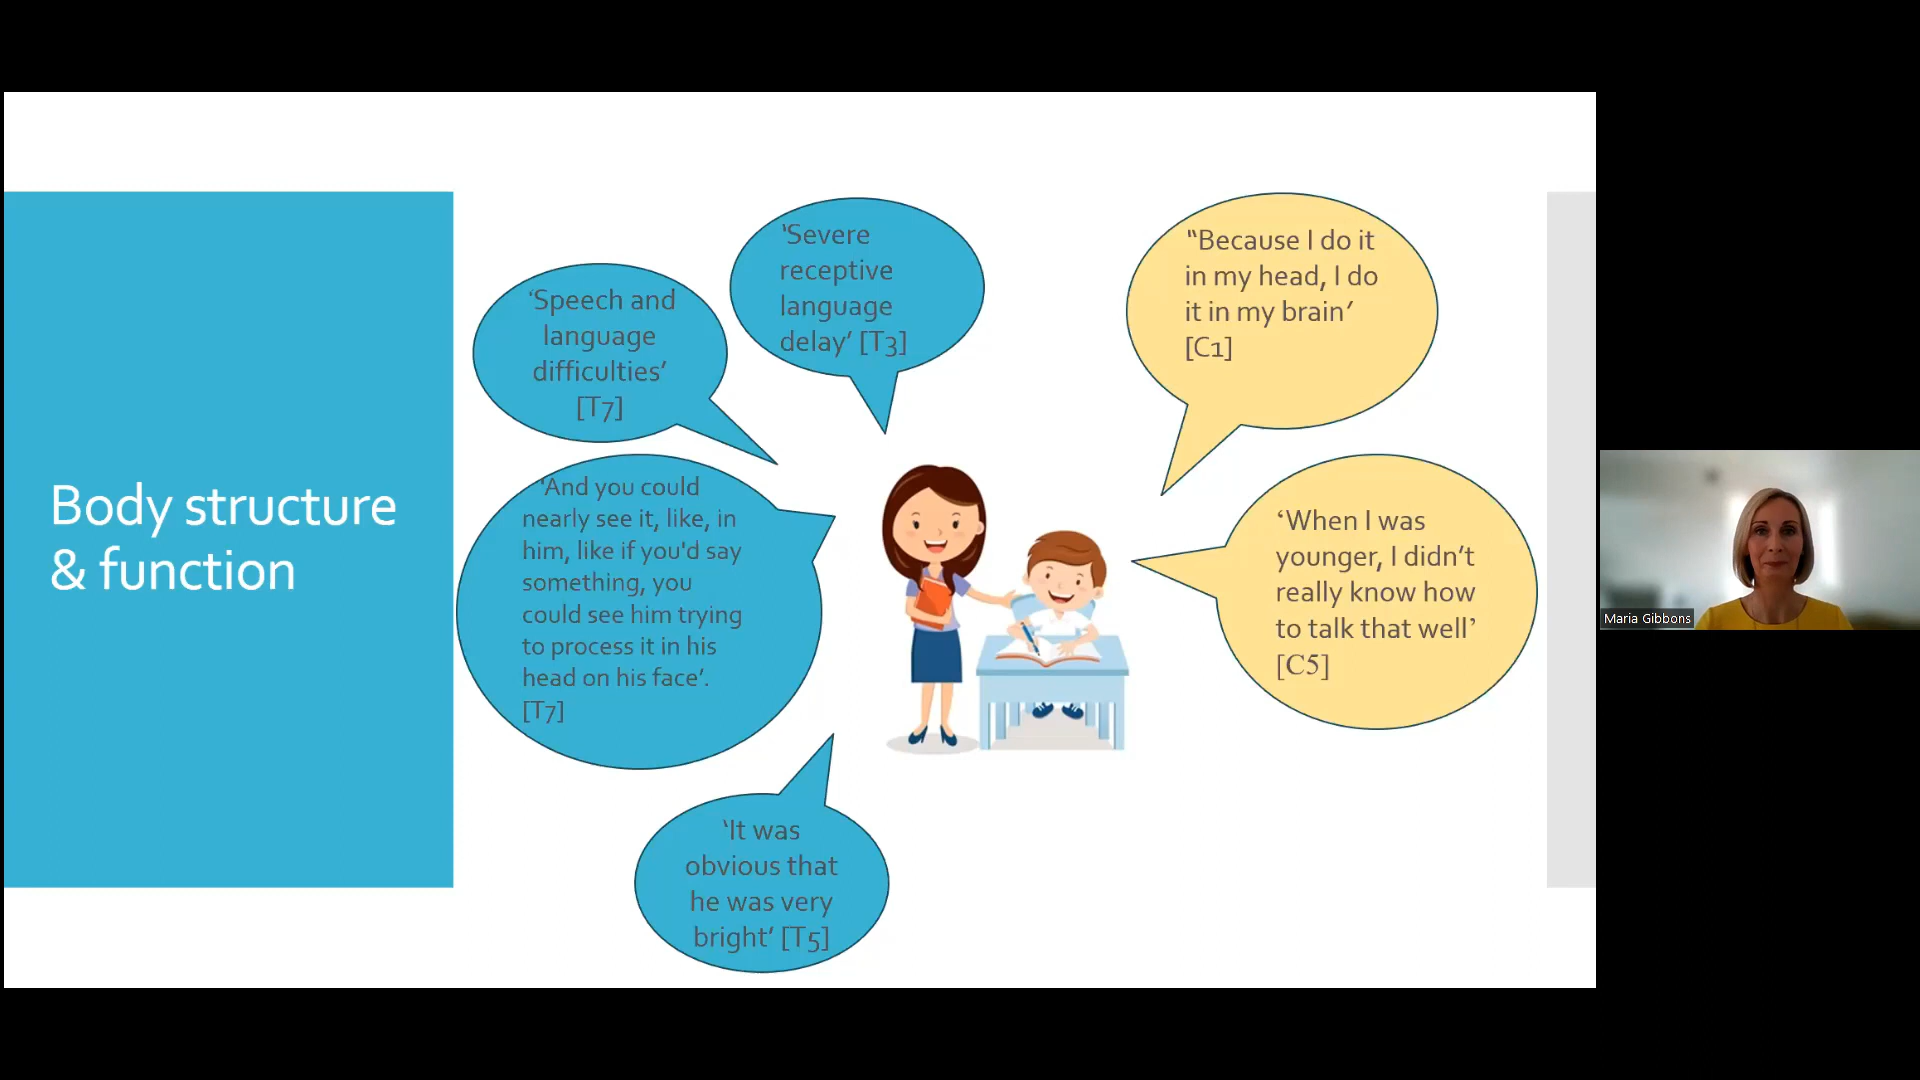 Body structure
& function
‘Speech and
language
difficulties’
[T7]
‘Severe
receptive
language
delay’ [T3]
‘And you could
nearly see it, like, in
him, like if you'd say
something, you
could see him trying
to process it in his
head on his face’.
[T7]
‘It was
obvious that
he was very
bright’ [T5]
“Because I do it
in my head, I do
it in my brain’
[C1]
‘When I was
younger, I didn’t
really know how
to talk that well’
[C5]
Maria Gibbons